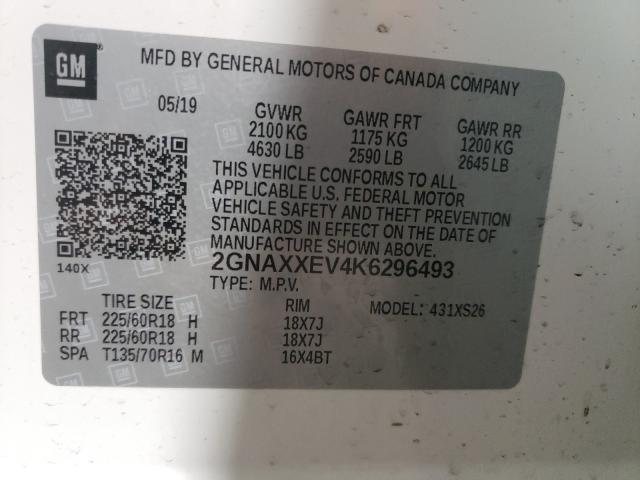 GM
MFD BY GENERAL MOTORS OF CANADA COMPANY
05/19 GVWR GAWR FRT GAWR RR
2100 KG 1175 KG 1200 KG
4630 LB 2590 LB 2645 LB
THIS VEHICLE CONFORMS TO ALL
APPLICABLE U.S. FEDERAL MOTOR
VEHICLE SAFETY AND THEFT PREVENTION
STANDARDS IN EFFECT ON THE DATE OF
MANUFACTURE SHOWN ABOVE.
140X
2GNAXXEV4K6296493
TYPE: M.P.V.
TIRE SIZE RIM MODEL: 431XS26
FRT 225/60R18 H 18X7J
RR 225/60R18 H 18X7J
SPA T135/70R16 M 16X4BT